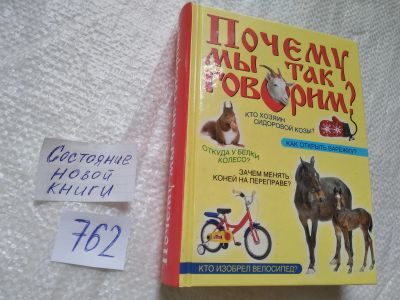 Почему
мы так
говорим?
КТО ХОЗЯИН
СИДОРОВОЙ КОЗЫ?
КАК ОТКРЫТЬ ВАРЕЖКУ?
ОТКУДА У БЕЛКИ
КОЛЕСО?
ЗАЧЕМ МЕНЯТЬ
КОНЕЙ НА ПЕРЕПРАВЕ?
КТО ИЗОБРЕЛ ВЕЛОСИПЕД?
Состояние
новой
книги
762